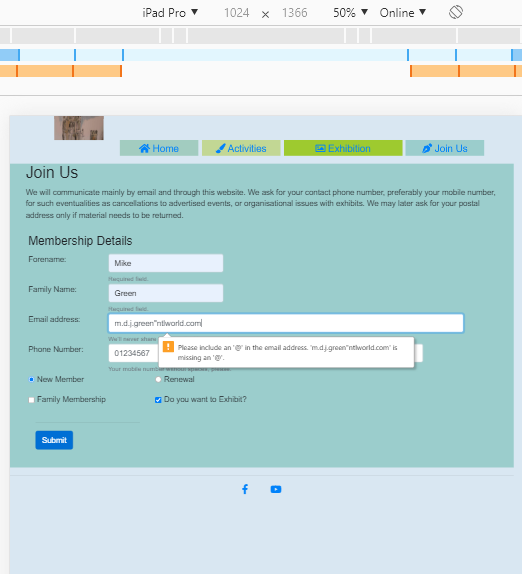 iPad Pro ▼ 1024 x 1366 50% ▼ Online ▼
Home Activities Exhibition Join Us
Join Us
We will communicate mainly by email and through this website. We ask for your contact phone number, preferably your mobile number,
for such eventualities as cancellations to advertised events, or organisational issues with exhibits. We may later ask for your postal
address only if material needs to be returned.
Membership Details
Forename:
Mike
Required field.
Family Name:
Green
Required field.
Email address:
m.d.j.green"ntlworld.com
We'll never share
Please include an '@' in the email address. 'm.d.j.green"ntlworld.com' is
missing an '@'.
Phone Number:
01234567
Your mobile number without spaces, please.
New Member Renewal
Family Membership Do you want to Exhibit?
Submit